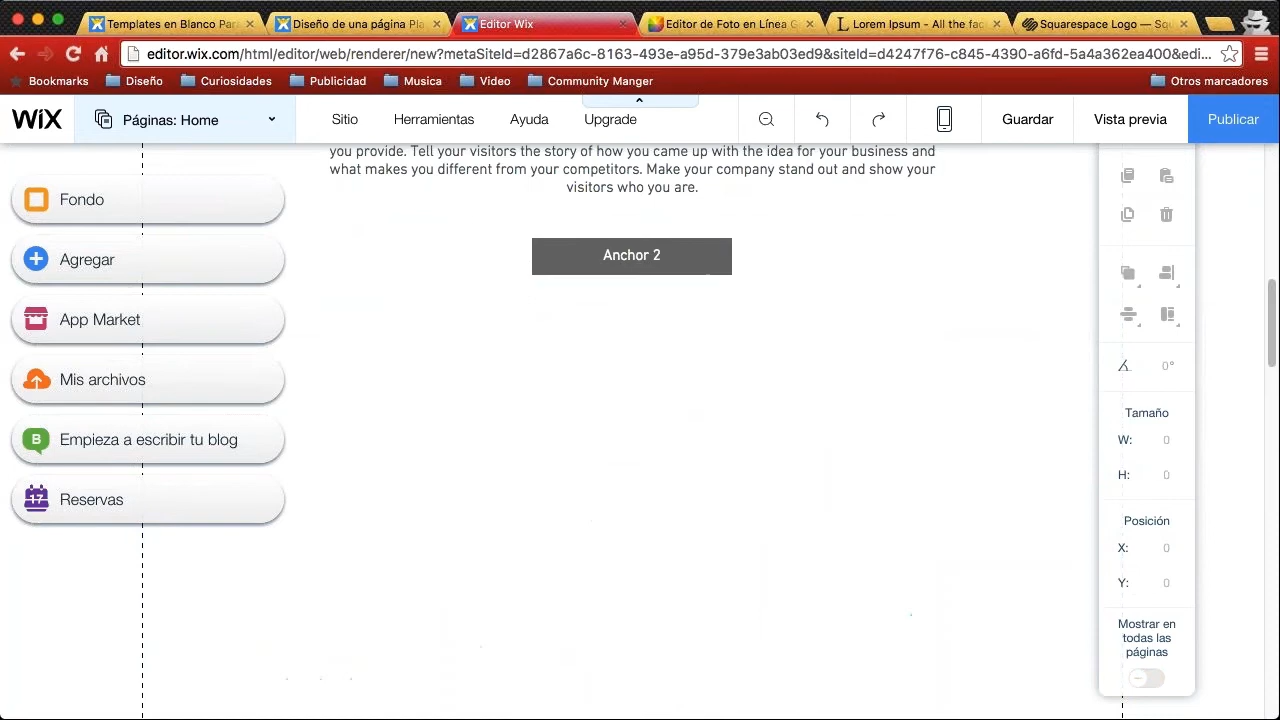 Templates en Blanco Par
Diseño de una página Pla
Editor Wix
Editor de Foto en Línea G
Lorem Ipsum - All the fac
Squarespace Logo — Sq
editor.wix.com/html/editor/web/renderer/new?metaSiteId=d2867a6c-8163-493e-a95d-379e3ab03ed9&siteId=d4247f76-c845-4390-a6fd-5a4a362ea400&edi...
Bookmarks
Diseño
Curiosidades
Publicidad
Musica
Video
Community Manger
Otros marcadores
WiX
Páginas: Home
Sitio
Herramientas
Ayuda
Upgrade
Guardar
Vista previa
Publicar
you provide. Tell your visitors the story of how you came up with the idea for your business and
what makes you different from your competitors. Make your company stand out and show your
visitors who you are.
Anchor 2
Fondo
Agregar
App Market
Mis archivos
B
Empieza a escribir tu blog
17
Reservas
0°
Tamaño
W: 0
H: 0
Posición
X: 0
Y: 0
Mostrar en
todas las
páginas